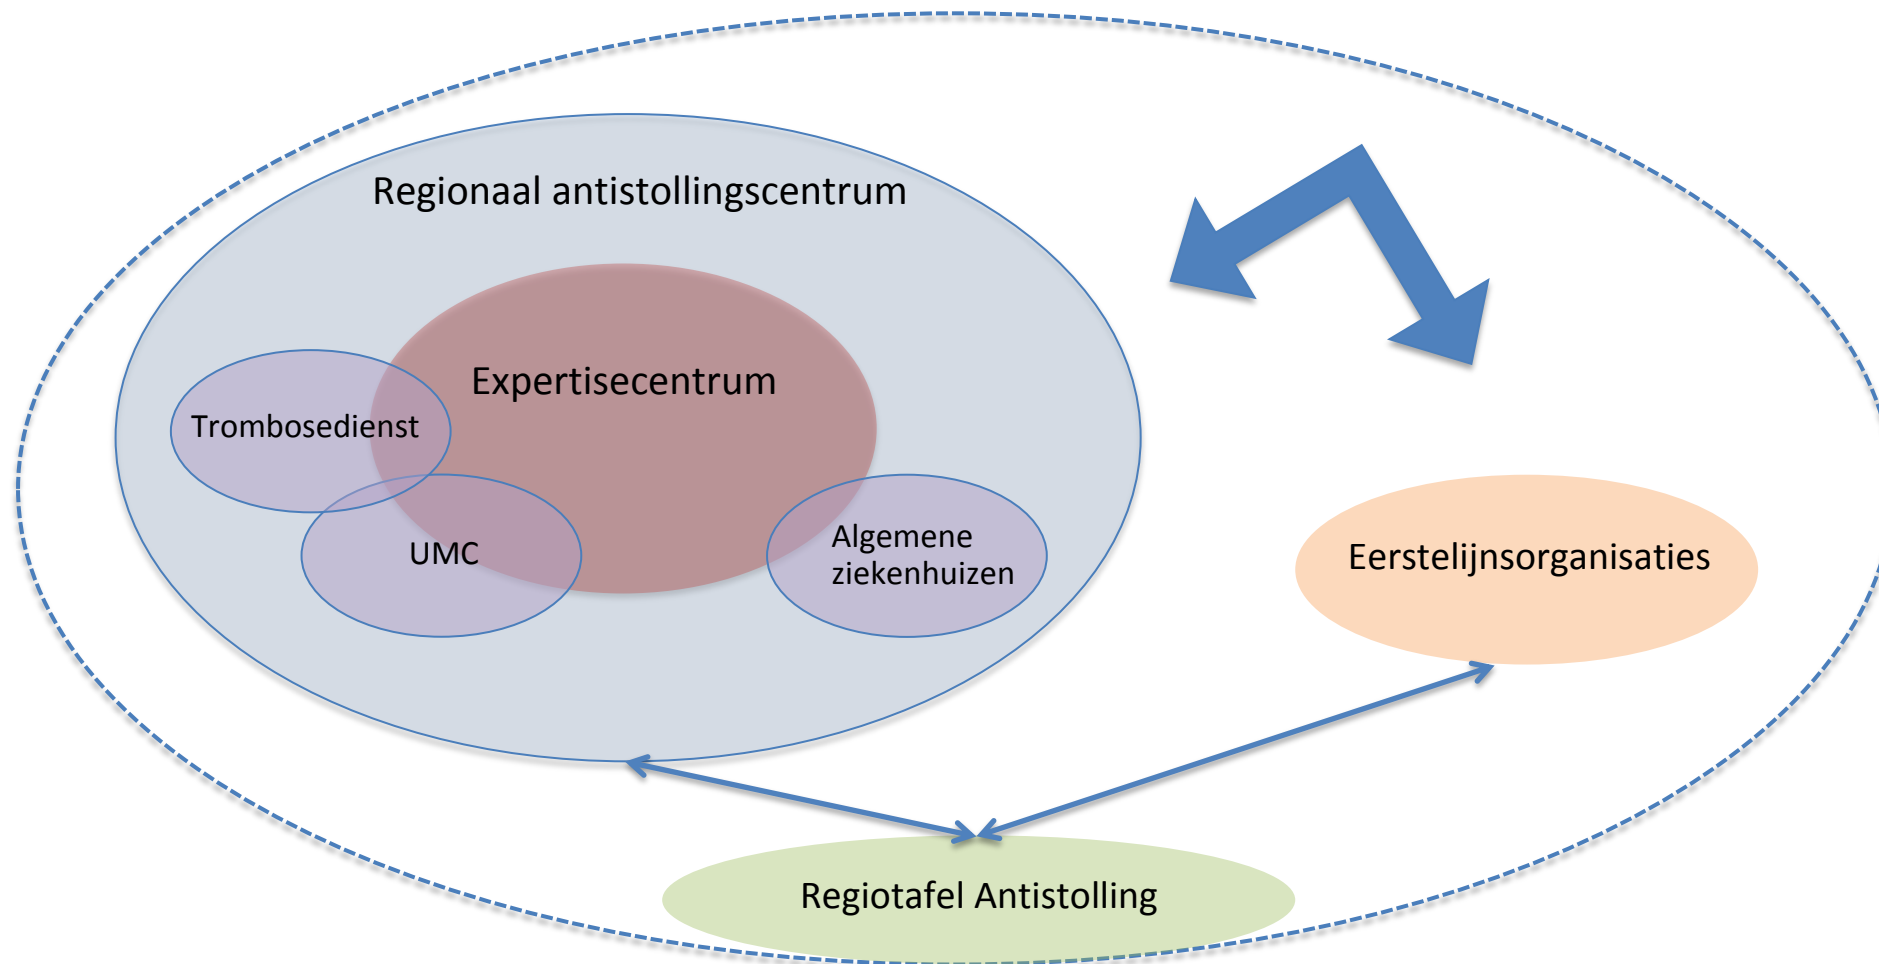 Regionaal antistollingscentrum
Expertisecentrum
Trombosedienst
UMC
Algemene
ziekenhuizen
Eerstelijnsorganisaties
Regiotafel Antistolling